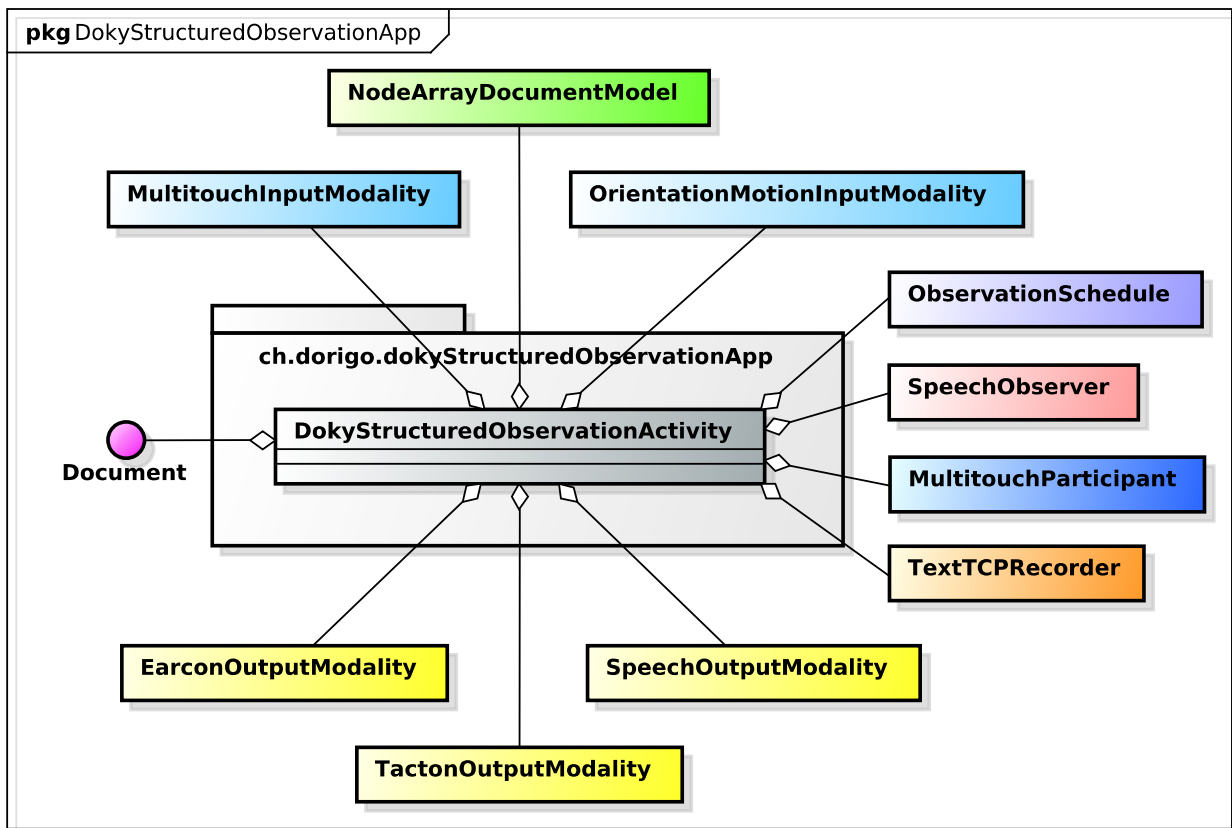 pkg DokyStructuredObservationApp
NodeArrayDocumentModel
MultitouchInputModality
OrientationMotionInputModality
ObservationSchedule
ch.dorigo.dokyStructuredObservationApp
SpeechObserver
DokyStructuredObservationActivity
Document
MultitouchParticipant
TextTCPRecorder
EarconOutputModality
SpeechOutputModality
TactonOutputModality